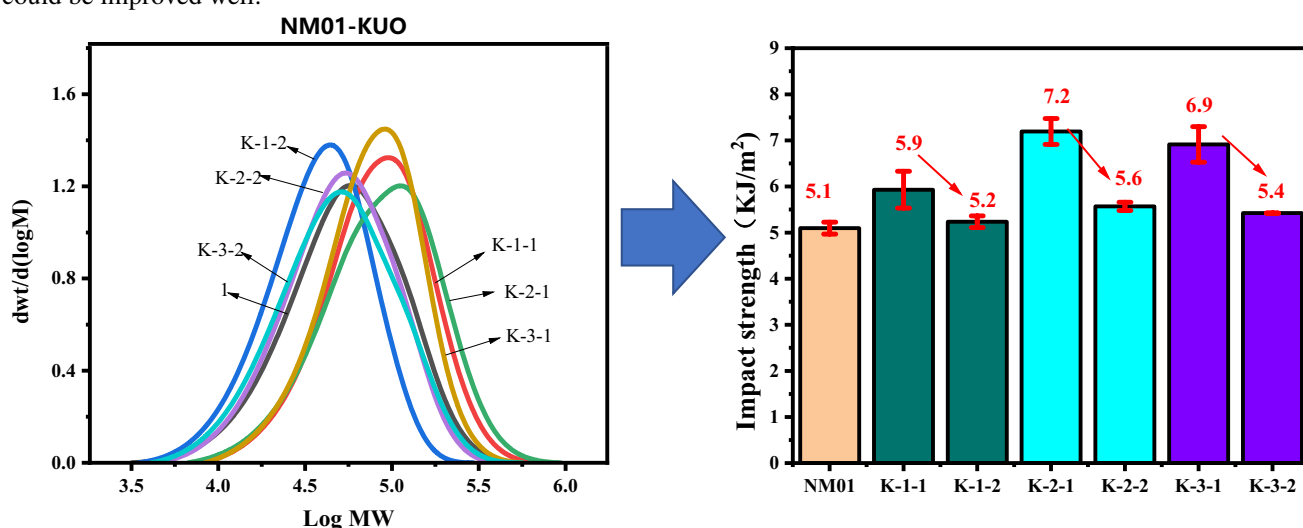 could be improved well.
NM01-KUO
dwt/d(logM)
1.6
1.2
0.8
0.4
0.0
K-1-2
K-2-2
K-3-2
1
K-1-1
K-2-1
K-3-1
3.5 4.0 4.5 5.0 5.5 6.0
Log MW
Impact strength（KJ/m²）
9
8
7
6
5
4
3
2
1
0
5.1
5.9
5.2
7.2
5.6
6.9
5.4
NM01 K-1-1 K-1-2 K-2-1 K-2-2 K-3-1 K-3-2